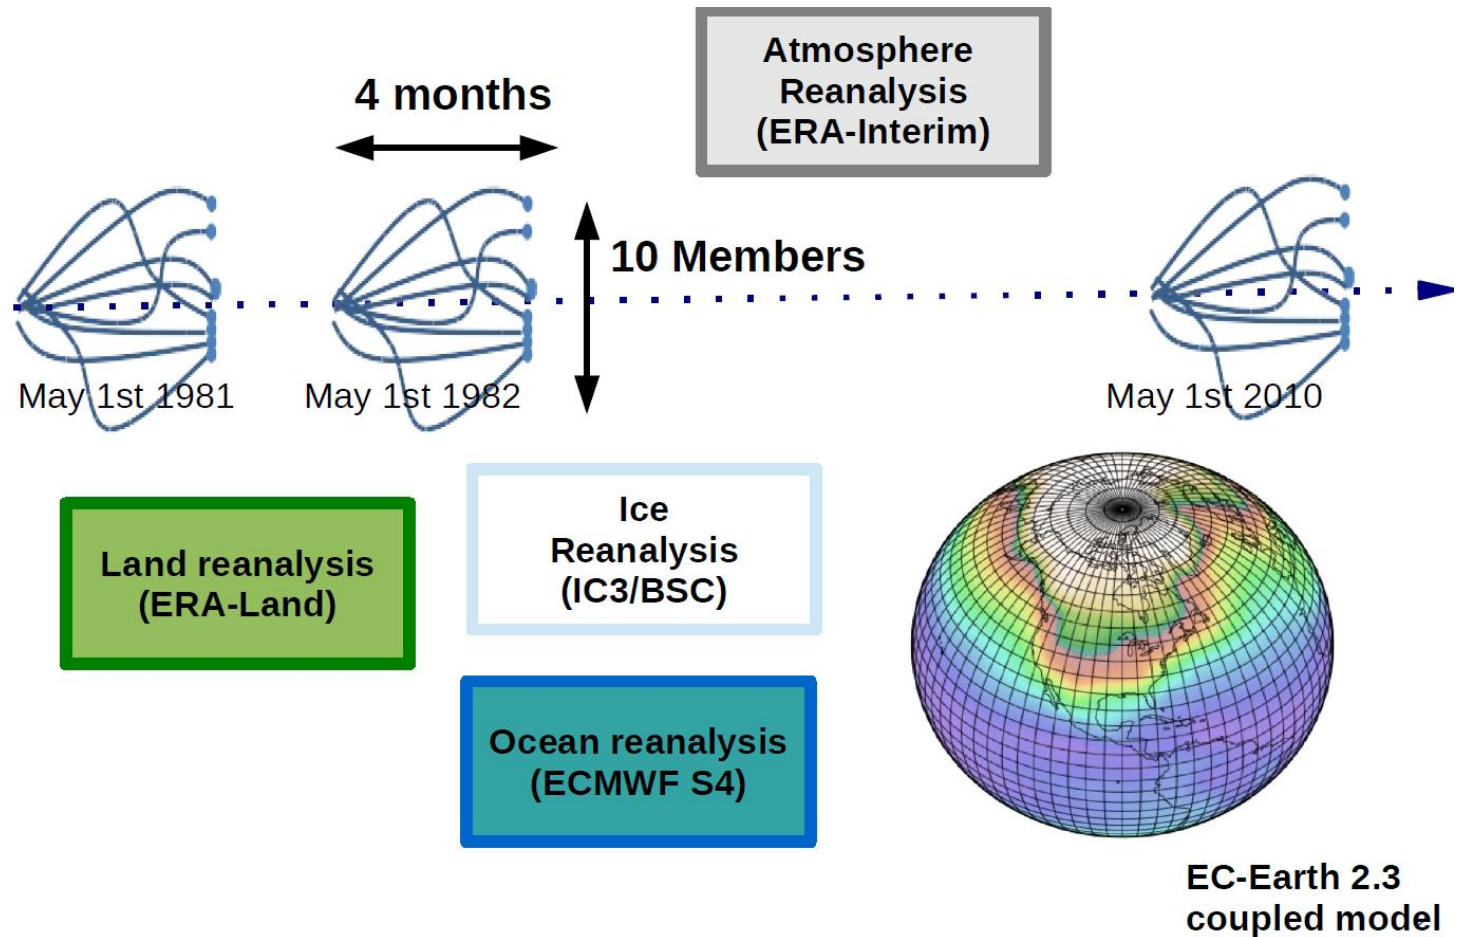 Atmosphere
Reanalysis
(ERA-Interim)
4 months
10 Members
May 1st 1981
May 1st 1982
May 1st 2010
Land reanalysis
(ERA-Land)
Ice
Reanalysis
(IC3/BSC)
Ocean reanalysis
(ECMWF S4)
EC-Earth 2.3
coupled model